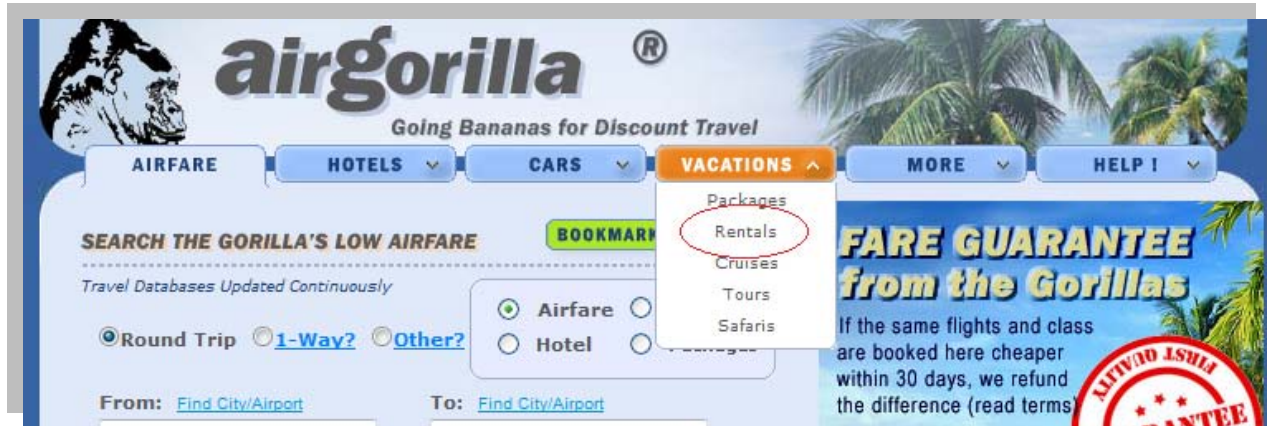 airgorilla ®
Going Bananas for Discount Travel
AIRFARE HOTELS CARS VACATIONS MORE HELP !
Packages
Rentals
Cruises
Tours
Safaris
SEARCH THE GORILLA'S LOW AIRFARE
Travel Databases Updated Continuously
Airfare
Round Trip 1-Way? Other?
Hotel
From: Find City/Airport To: Find City/Airport
FARE GUARANTEE
from the Gorillas
If the same flights and class
are booked here cheaper
within 30 days, we refund
the difference (read terms)
FIRST QUALITY